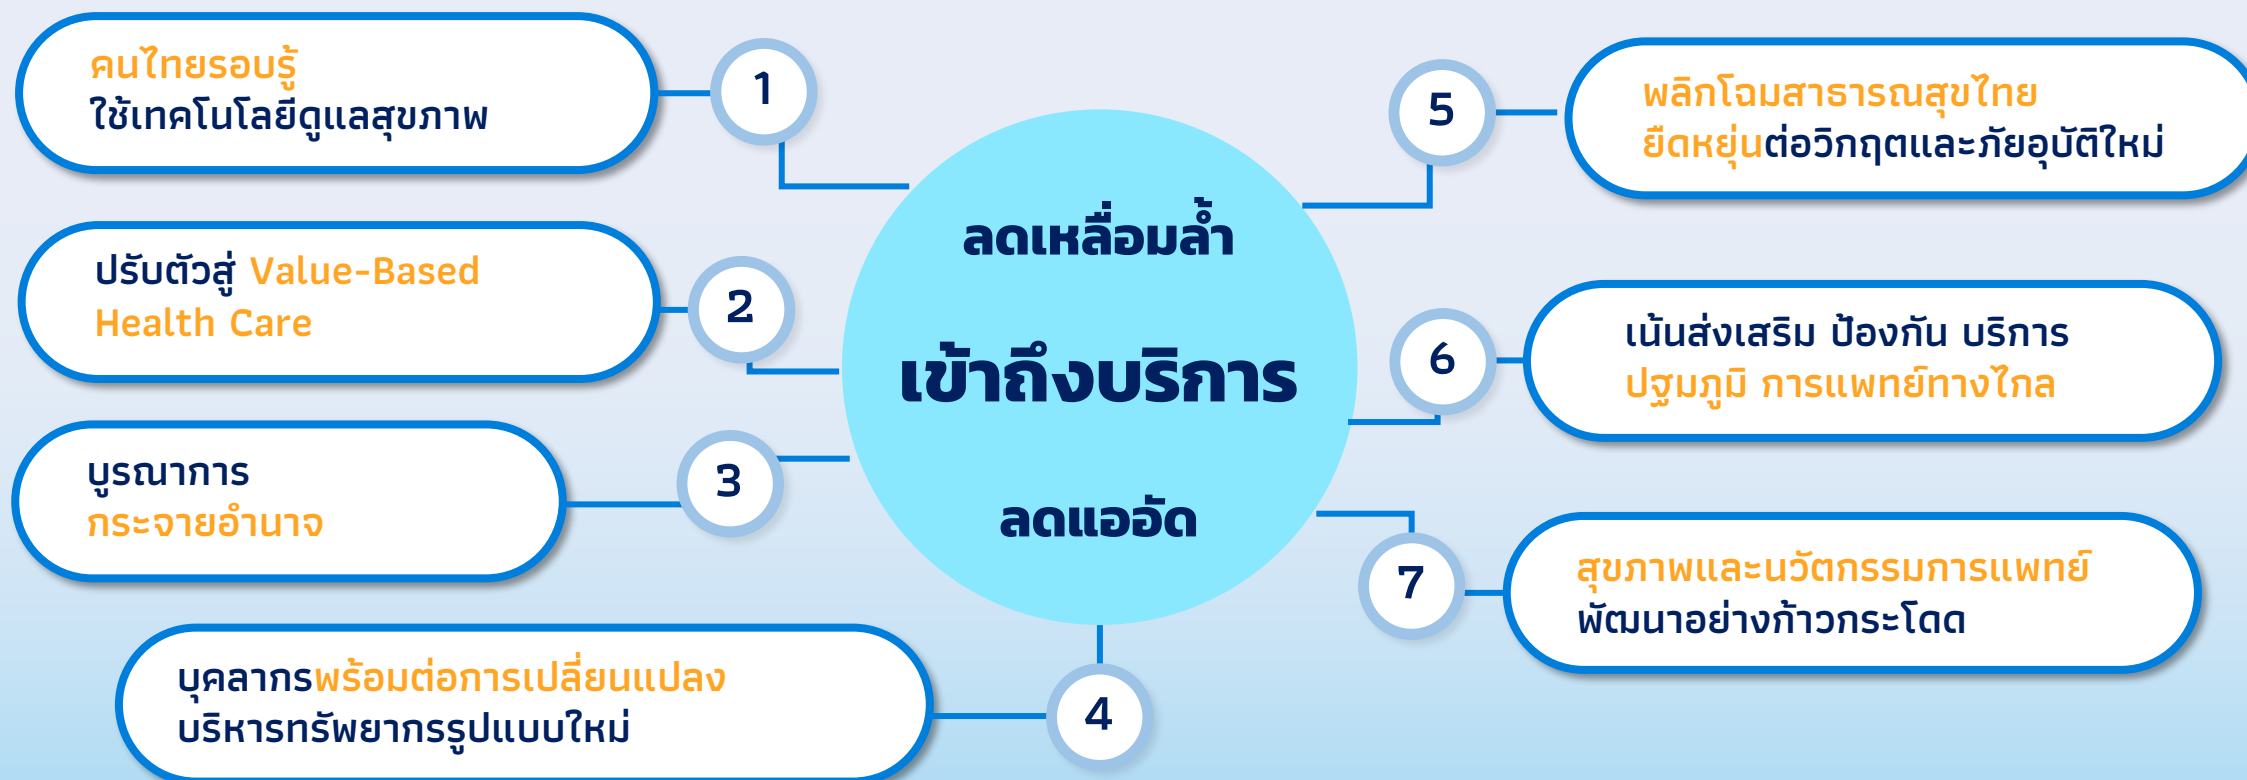 คนไทยรอบรู้
ใช้เทคโนโลยีดูแลสุขภาพ
1
ปรับตัวสู่ Value-Based
Health Care
2
บูรณาการ
กระจายอำนาจ
3
บุคลากรพร้อมต่อการเปลี่ยนแปลง
บริหารทรัพยากรรูปแบบใหม่
4
ลดเหลื่อมล้ำ
เข้าถึงบริการ
ลดแออัด
5
พลิกโฉมสาธารณสุขไทย
ยืดหยุ่นต่อวิกฤตและภัยอุบัติใหม่
6
เน้นส่งเสริม ป้องกัน บริการ
ปฐมภูมิ การแพทย์ทางไกล
7
สุขภาพและนวัตกรรมการแพทย์
พัฒนาอย่างก้าวกระโดด